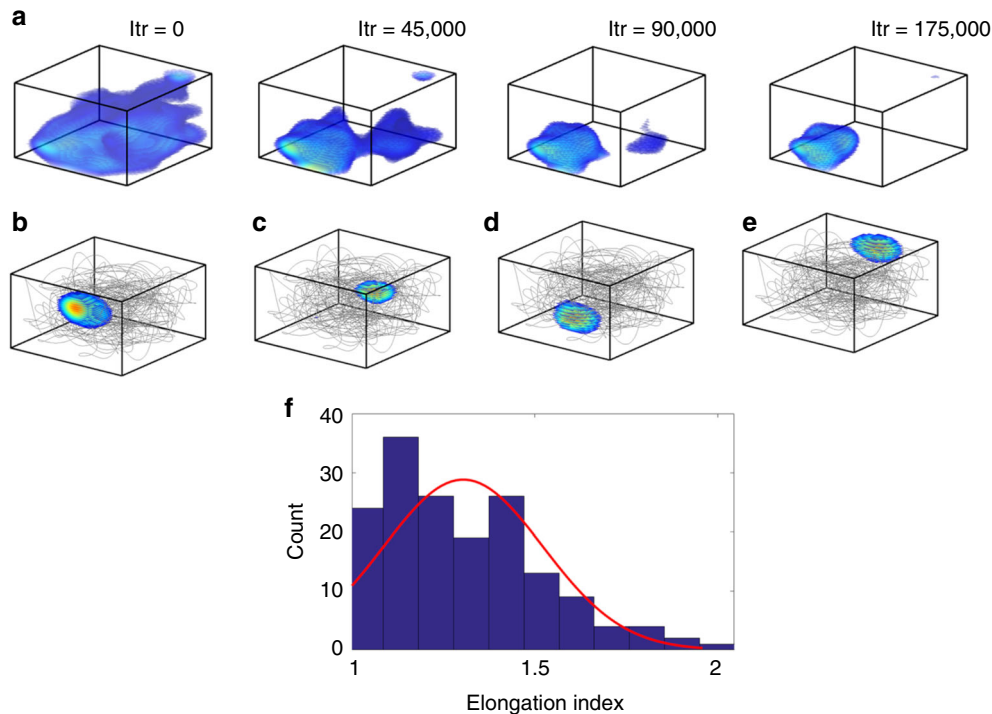 a
Itr = 0
Itr = 45,000
Itr = 90,000
Itr = 175,000
b
c
d
e
f
40
30
20
10
0
Count
1
1.5
2
Elongation index